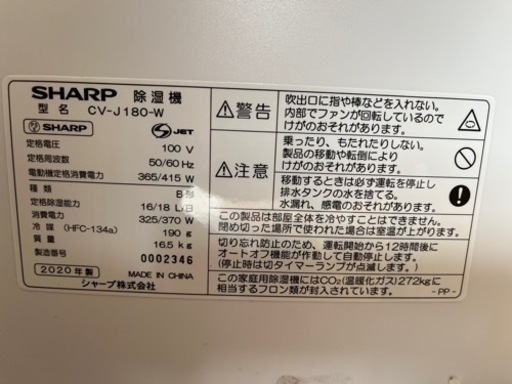 SHARP 除湿機
型名 CV-J180-W
SHARP
JET
定格電圧 100 V
定格周波数 50/60 Hz
電動機定格消費電力 365/415 W
種類 B形
定格除湿能力 16/18 L/日
消費電力 325/370 W
冷媒 (HFC-134a) 190 g
質量 16.5 kg
製造番号 0002346
2020年製 MADE IN CHINA
シャープ株式会社
警告
吹出口に指や棒などを入れない。
内部でファンが回転しているので
けがのおそれがあります。
注意
乗ったり、もたれたりしない。
製品の移動や転倒により
けがのおそれがあります。
移動するときは必ず運転を停止し
排水タンクの水を捨てる。
水漏れ、感電のおそれがあります。
この製品は部屋全体を冷やすことはできません。
閉めきった場所で使われた場合は室温が上がります。
切り忘れ防止のため、運転開始から12時間後に
オートオフ機能が作動して自動停止します。
(停止時は切タイマーランプが点滅します。)
この家庭用除湿機にはCO₂(温暖化ガス)272kgに
相当するフロン類が封入されています。
-PP-